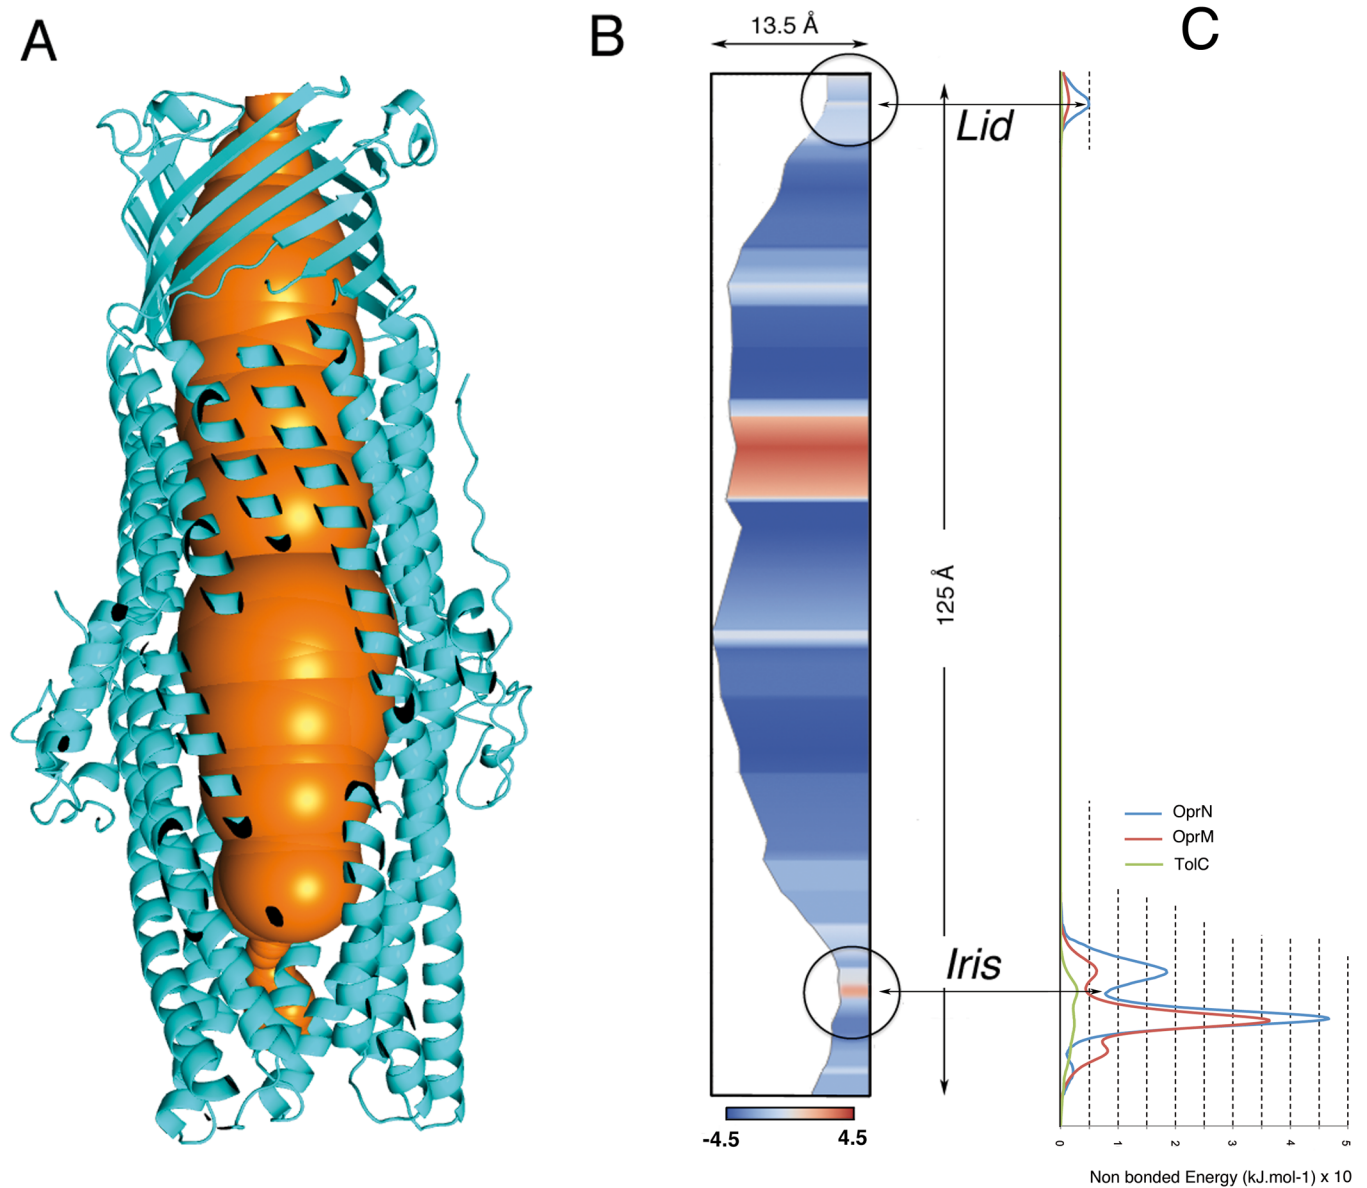 A
B
C
13.5 Å
Lid
125 Å
OprN
OprM
TolC
Iris
-4.5
4.5
0
1
2
3
4
5
Non bonded Energy (kJ.mol-1) x 10